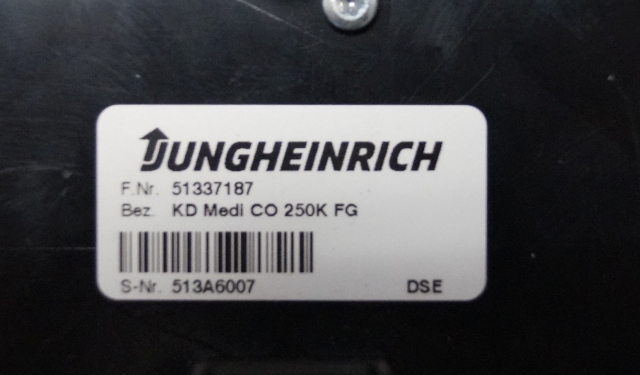 JUNGHEINRICH
F.Nr. 51337187
Bez. KD Medi CO 250K FG
S-Nr. 513A6007 DSE